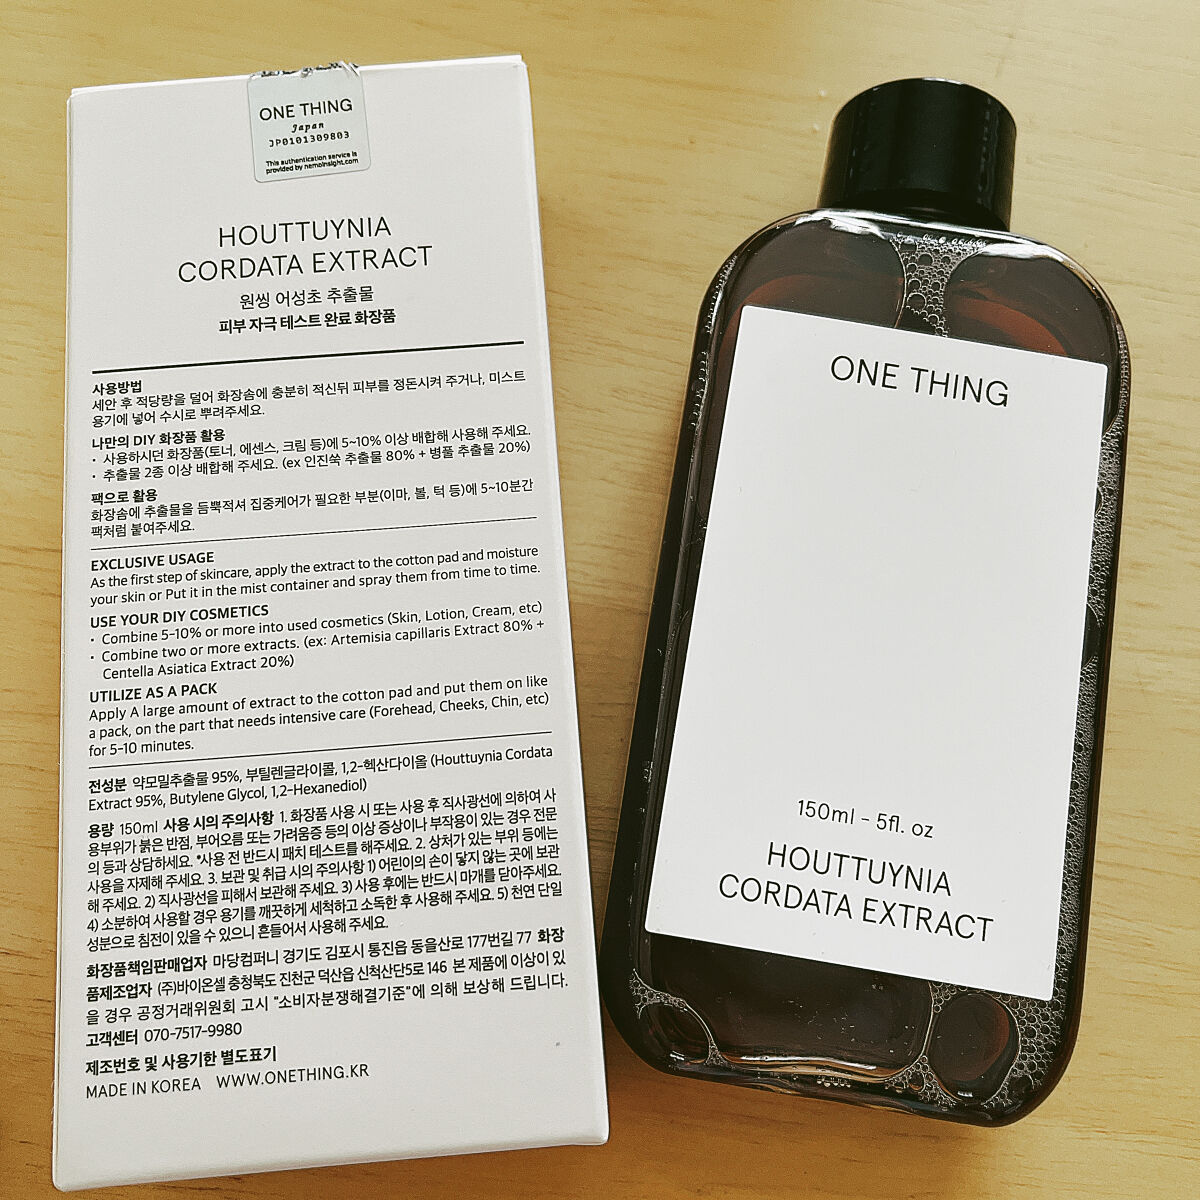 ONE THING
Japan
JP0101309803
This authentication service is
provided by nemoinsight.com
HOUTTUYNIA
CORDATA EXTRACT
원씽 어성초 추출물
피부 자극 테스트 완료 화장품
사용방법
세안 후 적당량을 덜어 화장솜에 충분히 적신뒤 피부를 정돈시켜 주거나, 미스트
용기에 넣어 수시로 뿌려주세요.
나만의 DIY 화장품 활용
· 사용하시던 화장품(토너, 에센스, 크림 등)에 5~10% 이상 배합해 사용해 주세요.
· 추출물 2종 이상 배합해 주세요. (ex 인진쑥 추출물 80% + 병풀 추출물 20%)
팩으로 활용
화장솜에 추출물을 듬뿍적셔 집중케어가 필요한 부분(이마, 볼, 턱 등)에 5~10분간
팩처럼 붙여주세요.
EXCLUSIVE USAGE
As the first step of skincare, apply the extract to the cotton pad and moisture
your skin or Put it in the mist container and spray them from time to time.
USE YOUR DIY COSMETICS
· Combine 5-10% or more into used cosmetics (Skin, Lotion, Cream, etc)
· Combine two or more extracts. (ex: Artemisia capillaris Extract 80% +
Centella Asiatica Extract 20%)
UTILIZE AS A PACK
Apply A large amount of extract to the cotton pad and put them on like
a pack, on the part that needs intensive care (Forehead, Cheeks, Chin, etc)
for 5-10 minutes.
전성분 약모밀추출물 95%, 부틸렌글라이콜, 1,2-헥산다이올 (Houttuynia Cordata
Extract 95%, Butylene Glycol, 1,2-Hexanediol)
용량 150ml 사용 시의 주의사항 1. 화장품 사용 시 또는 사용 후 직사광선에 의하여 사
용부위가 붉은 반점, 부어오름 또는 가려움증 등의 이상 증상이나 부작용이 있는 경우 전문
의 등과 상담하세요. *사용 전 반드시 패치 테스트를 해주세요. 2. 상처가 있는 부위 등에는
사용을 자제해 주세요. 3. 보관 및 취급 시의 주의사항 1) 어린이의 손이 닿지 않는 곳에 보관
해 주세요. 2) 직사광선을 피해서 보관해 주세요. 3) 사용 후에는 반드시 마개를 닫아주세요.
4) 소분하여 사용할 경우 용기를 깨끗하게 세척하고 소독한 후 사용해 주세요. 5) 천연 단일
성분으로 침전이 있을 수 있으니 흔들어서 사용해 주세요.
화장품책임판매업자 마당컴퍼니 경기도 김포시 통진읍 동을산로 177번길 77 화장
품제조업자 (주)바이온셀 충청북도 진천군 덕산읍 신척산단5로 146 본 제품에 이상이 있
을 경우 공정거래위원회 고시 "소비자분쟁해결기준"에 의해 보상해 드립니다.
고객센터 070-7517-9980
제조번호 및 사용기한 별도표기
MADE IN KOREA WWW.ONETHING.KR
ONE THING
150ml - 5fl. oz
HOUTTUYNIA
CORDATA EXTRACT